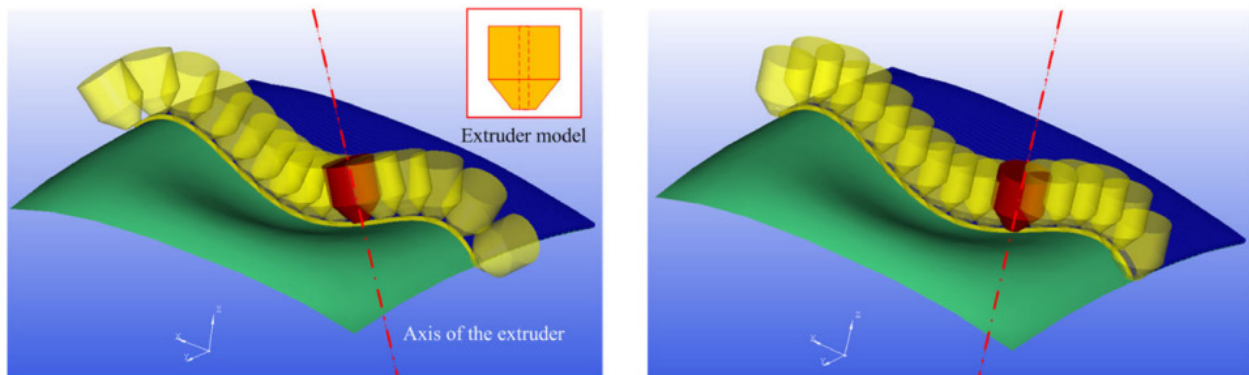 Extruder model
Axis of the extruder
Z
X
Y
Z
X
Y